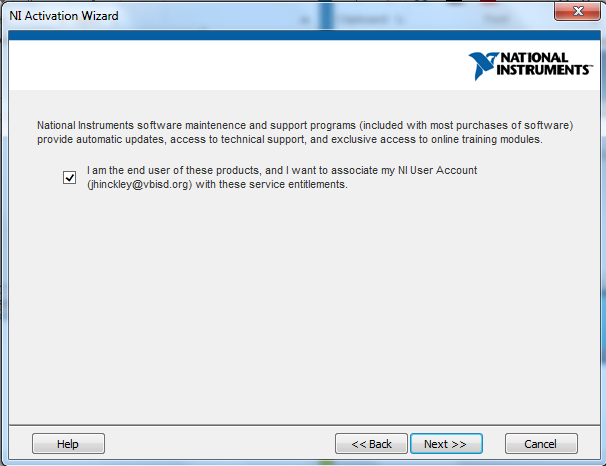 NI Activation Wizard
NATIONAL
INSTRUMENTS™
National Instruments software maintenence and support programs (included with most purchases of software)
provide automatic updates, access to technical support, and exclusive access to online training modules.
I am the end user of these products, and I want to associate my NI User Account
(jhinckley@vbisd.org) with these service entitlements.
Help
<< Back
Next >>
Cancel